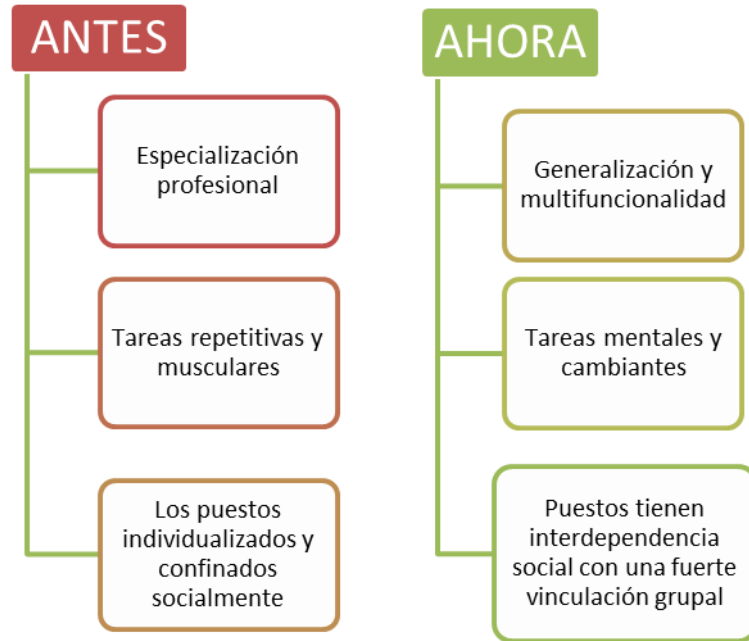 ANTES
Especialización
profesional
Tareas repetitivas y
musculares
Los puestos
individualizados y
confinados
socialmente
AHORA
Generalización y
multifuncionalidad
Tareas mentales y
cambiantes
Puestos tienen
interdependencia
social con una fuerte
vinculación grupal